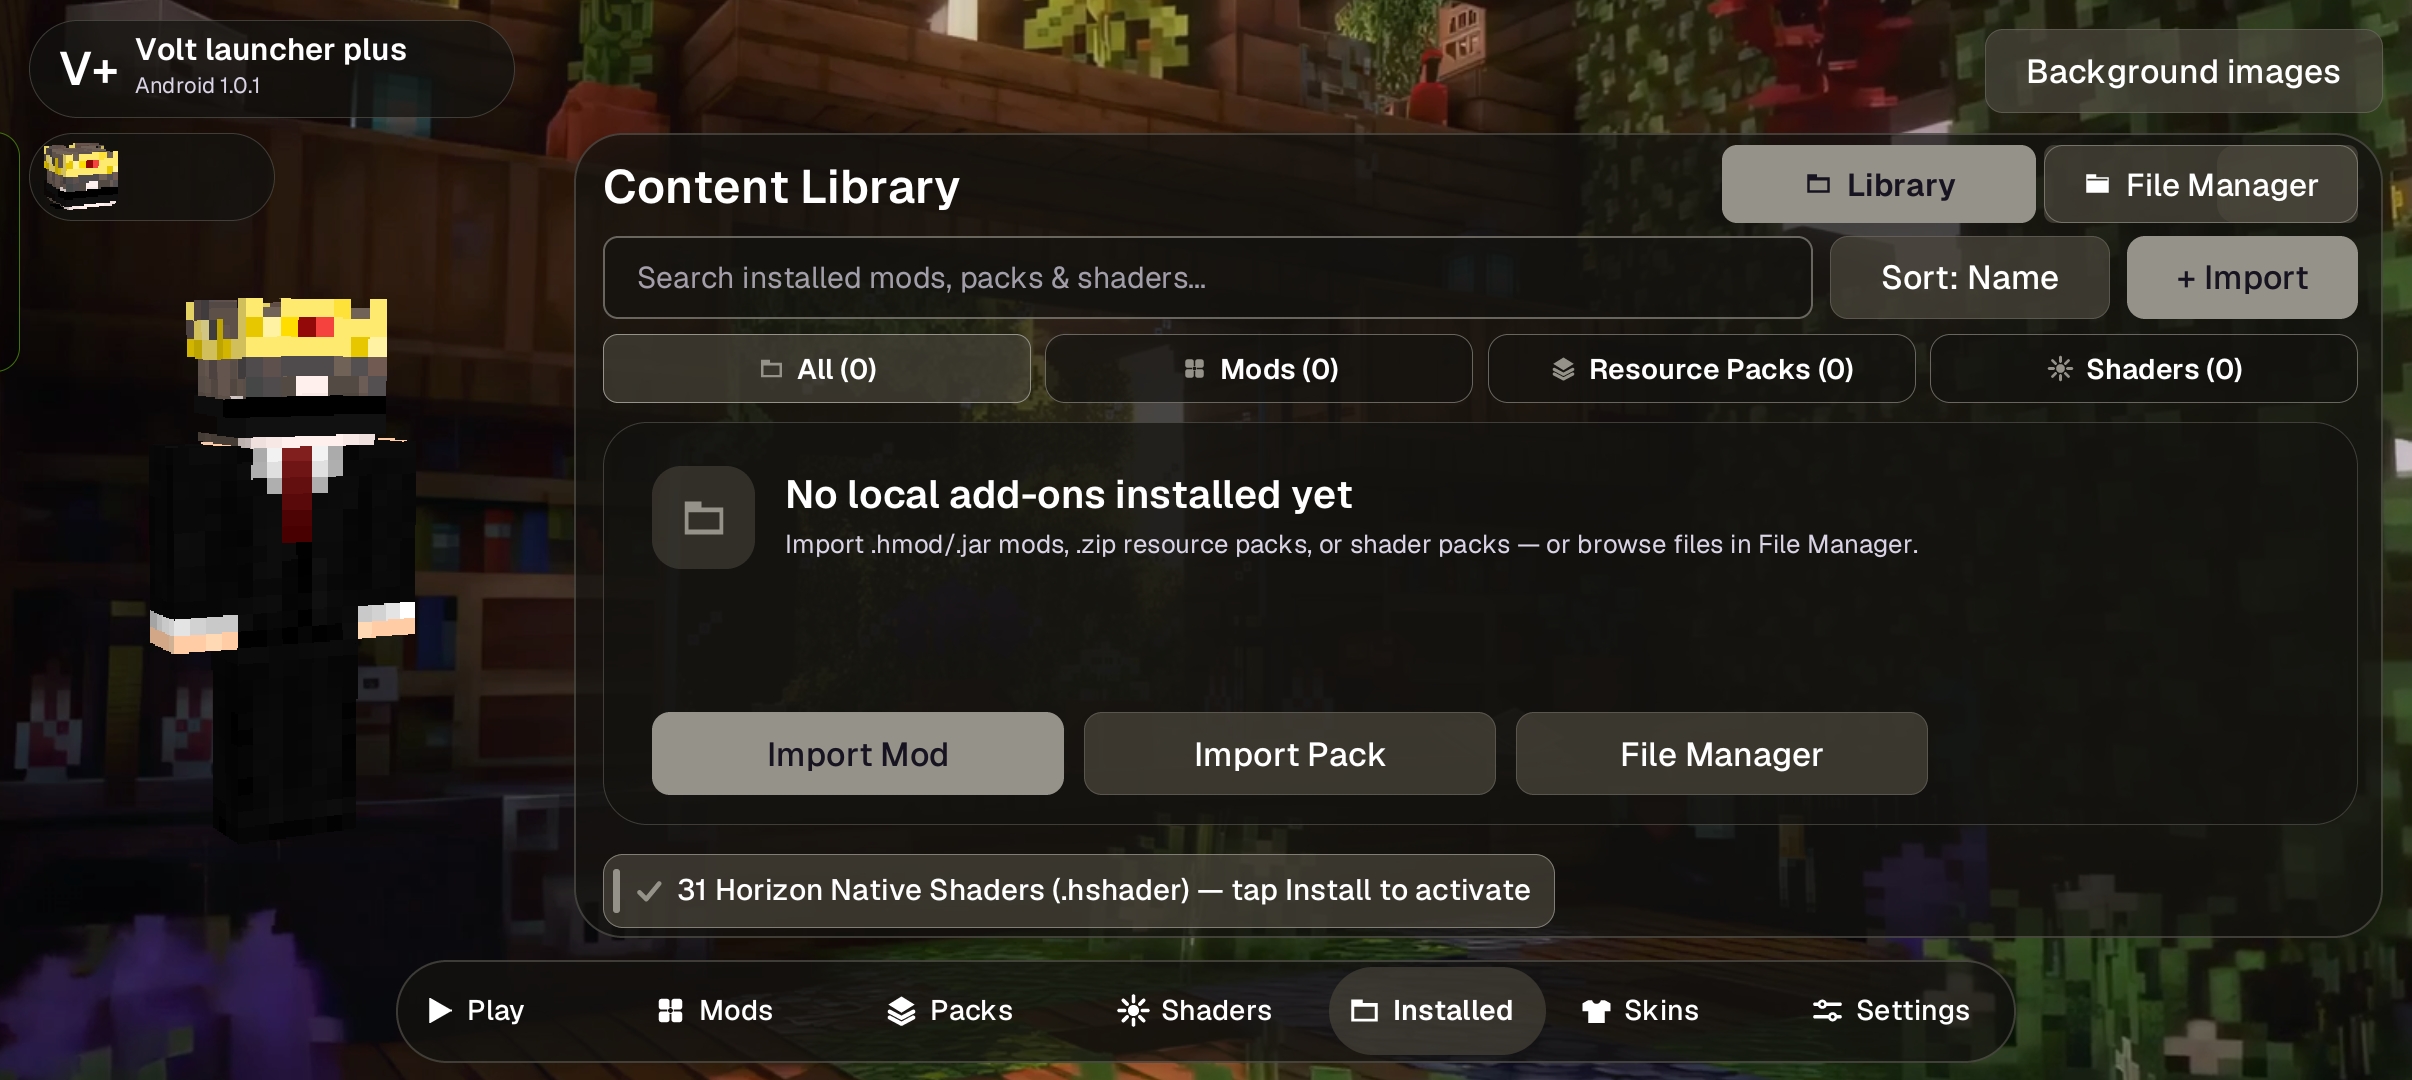 V+
Volt launcher plus
Android 1.0.1
Background images
Content Library
Library
File Manager
Search installed mods, packs & shaders...
Sort: Name
+ Import
All (0)
Mods (0)
Resource Packs (0)
Shaders (0)
No local add-ons installed yet
Import .hmod/.jar mods, .zip resource packs, or shader packs — or browse files in File Manager.
Import Mod
Import Pack
File Manager
31 Horizon Native Shaders (.hshader) — tap Install to activate
Play
Mods
Packs
Shaders
Installed
Skins
Settings